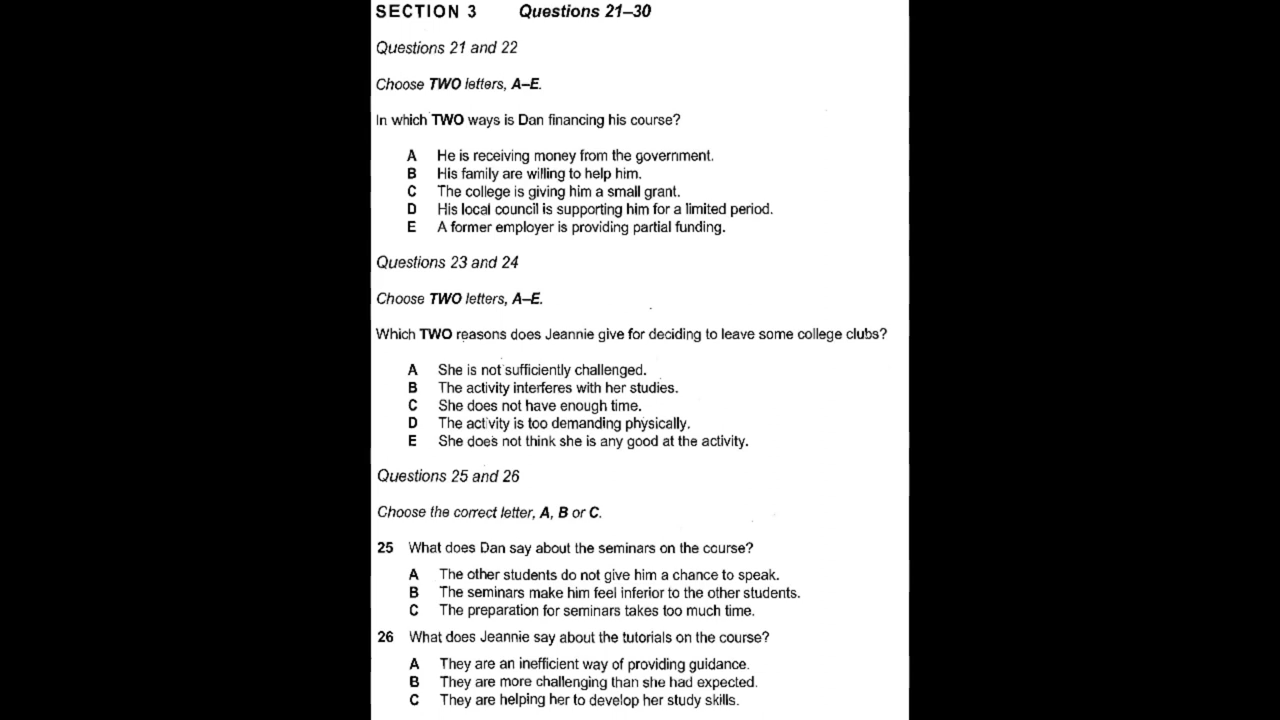 SECTION 3 Questions 21–30
Questions 21 and 22
Choose TWO letters, A–E.
In which TWO ways is Dan financing his course?
A He is receiving money from the government.
B His family are willing to help him.
C The college is giving him a small grant.
D His local council is supporting him for a limited period.
E A former employer is providing partial funding.
Questions 23 and 24
Choose TWO letters, A–E.
Which TWO reasons does Jeannie give for deciding to leave some college clubs?
A She is not sufficiently challenged.
B The activity interferes with her studies.
C She does not have enough time.
D The activity is too demanding physically.
E She does not think she is any good at the activity.
Questions 25 and 26
Choose the correct letter, A, B or C.
25 What does Dan say about the seminars on the course?
A The other students do not give him a chance to speak.
B The seminars make him feel inferior to the other students.
C The preparation for seminars takes too much time.
26 What does Jeannie say about the tutorials on the course?
A They are an inefficient way of providing guidance.
B They are more challenging than she had expected.
C They are helping her to develop her study skills.